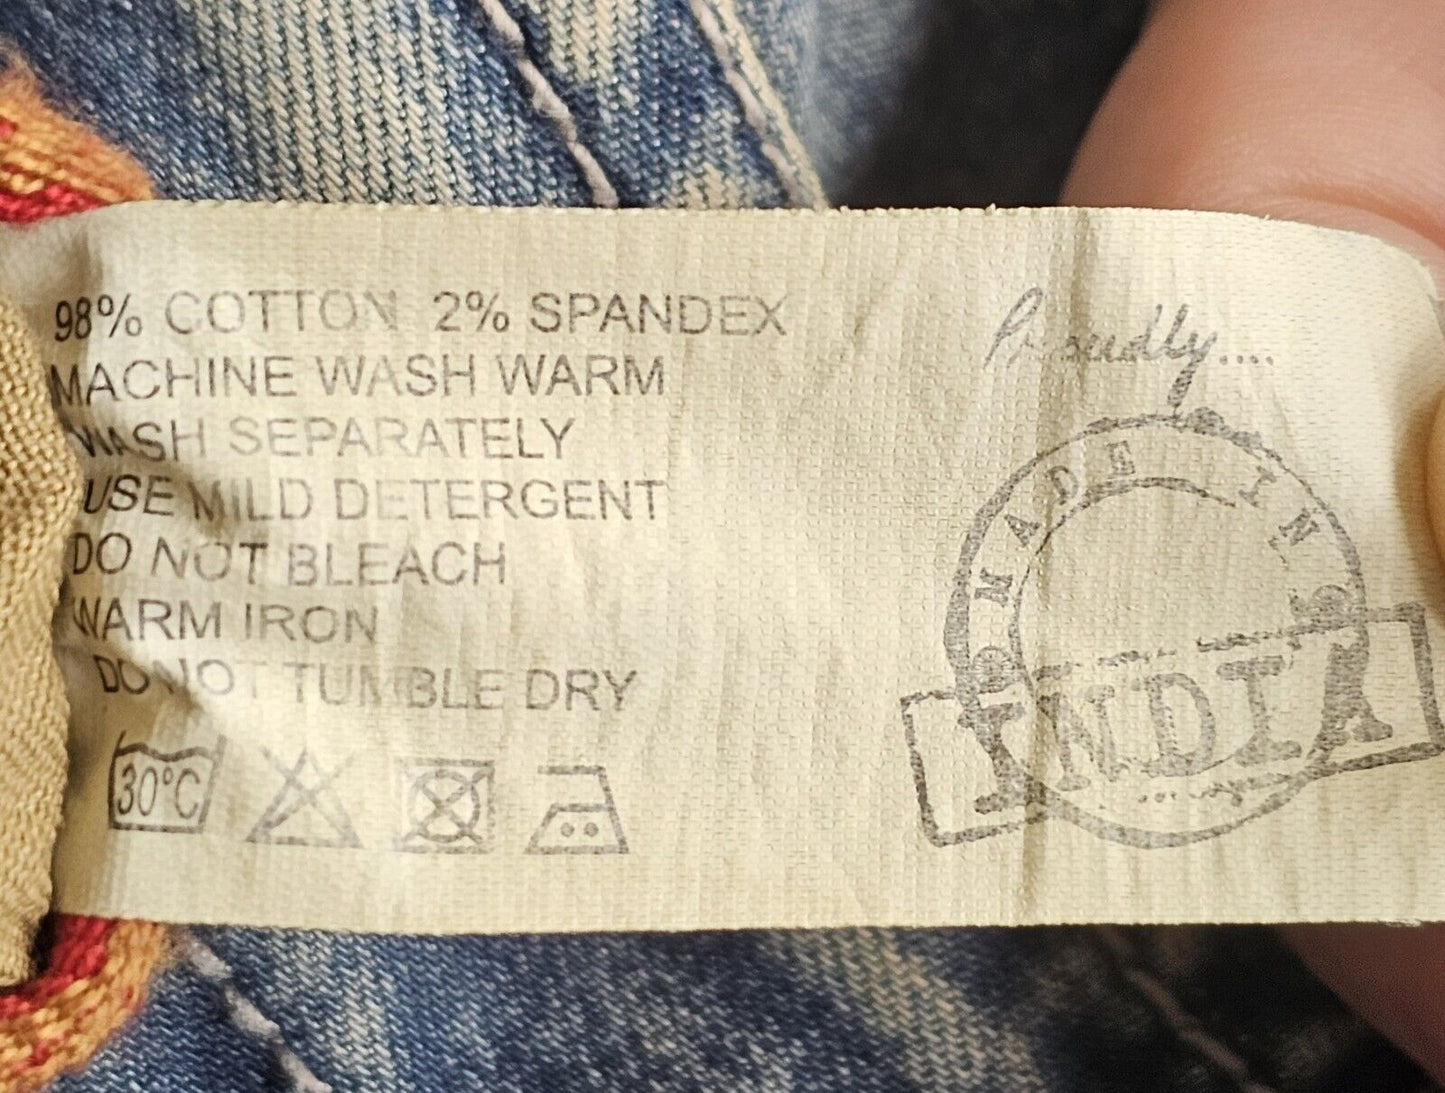 98% COTTON 2% SPANDEX
MACHINE WASH WARM
WASH SEPARATELY
USE MILD DETERGENT
DO NOT BLEACH
WARM IRON
DO NOT TUMBLE DRY
30°C
Proudly....
MADE IN
INDIA